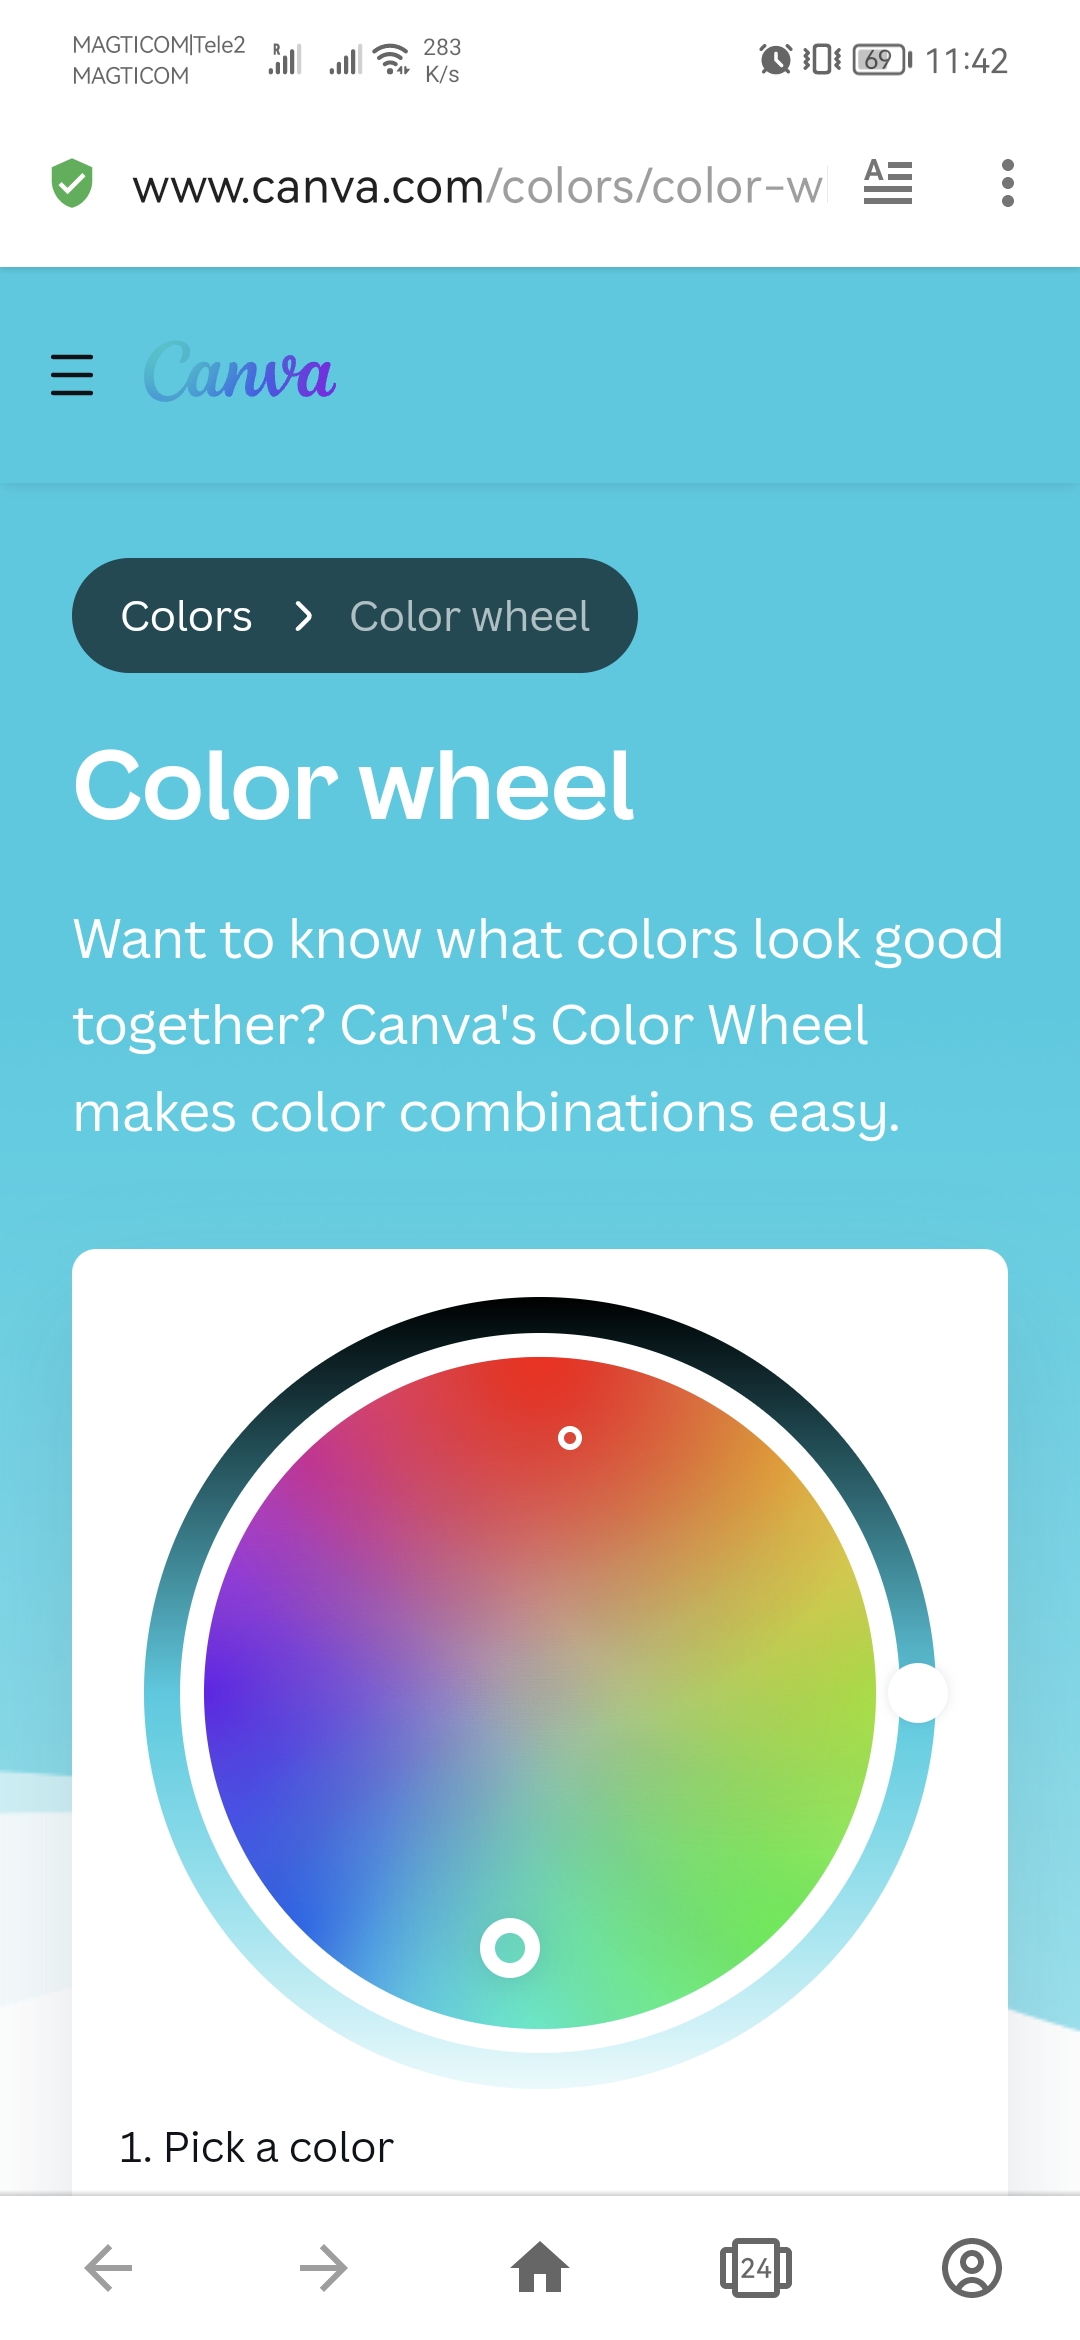 MAGTICOM|Tele2
MAGTICOM
R
283
K/s
69
11:42
www.canva.com/colors/color-w
A
Canva
Colors > Color wheel
Color wheel
Want to know what colors look good
together? Canva's Color Wheel
makes color combinations easy.
1. Pick a color
24